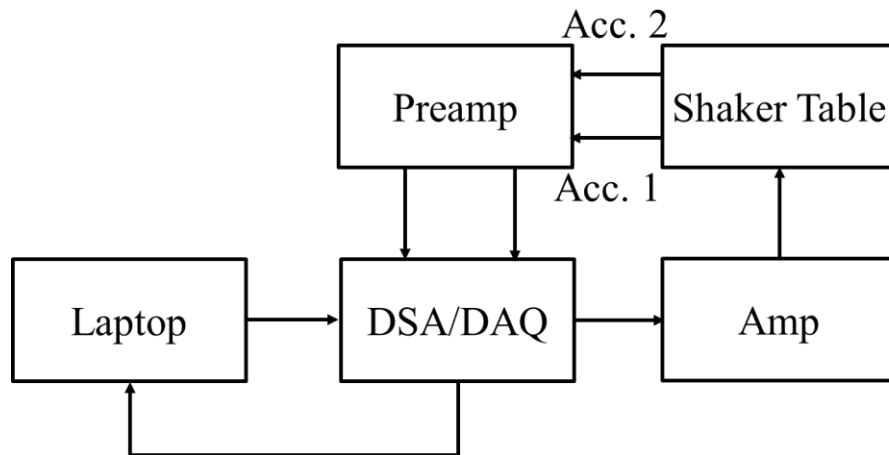 Acc. 2
Preamp
Shaker Table
Acc. 1
Laptop
DSA/DAQ
Amp